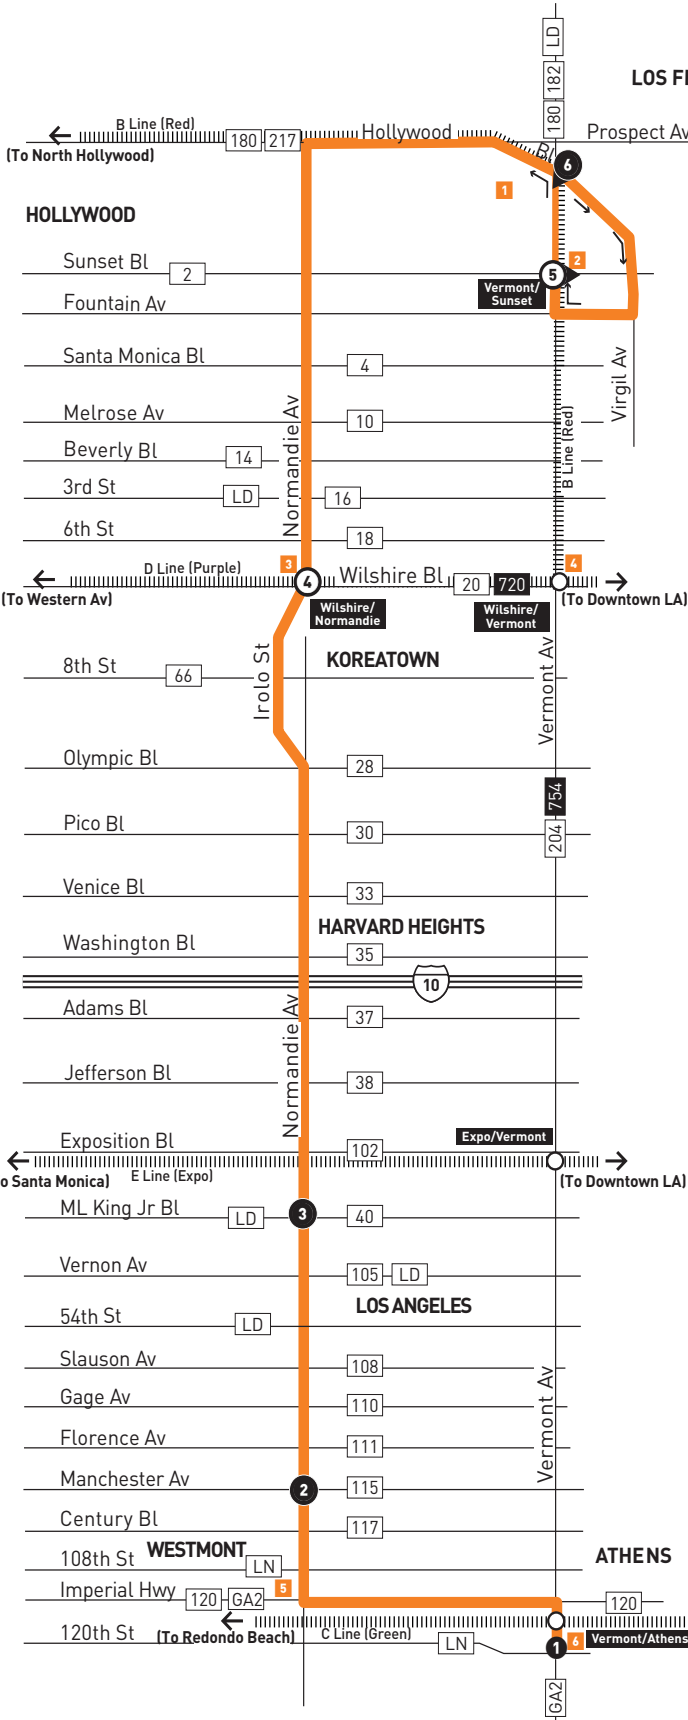 LD
182
180
LOS F
B Line (Red)
180
217
Hollywood
Bl
Prospect Av
(To North Hollywood)
6
1
HOLLYWOOD
Sunset Bl
2
5
2
Vermont/
Sunset
Fountain Av
Santa Monica Bl
4
Virgil Av
Melrose Av
10
Normandie Av
B Line (Red)
Beverly Bl
14
3rd St
LD
16
6th St
18
D Line (Purple)
3
4
4
Wilshire Bl
20
720
(To Western Av)
(To Downtown LA)
Wilshire/
Normandie
Wilshire/
Vermont
KOREATOWN
8th St
66
Irolo St
Vermont Av
Olympic Bl
28
754
204
Pico Bl
30
Venice Bl
33
HARVARD HEIGHTS
Washington Bl
35
10
Adams Bl
37
Normandie Av
Jefferson Bl
38
Exposition Bl
102
Expo/Vermont
o Santa Monica)
E Line (Expo)
(To Downtown LA)
ML King Jr Bl
LD
3
40
Vernon Av
105
LD
LOS ANGELES
54th St
LD
Slauson Av
108
Gage Av
110
Vermont Av
Florence Av
111
Manchester Av
2
115
Century Bl
117
108th St
WESTMONT
LN
ATHENS
Imperial Hwy
120
GA2
5
120
120th St
(To Redondo Beach)
C Line (Green)
LN
1
6
Vermont/Athens
GA2